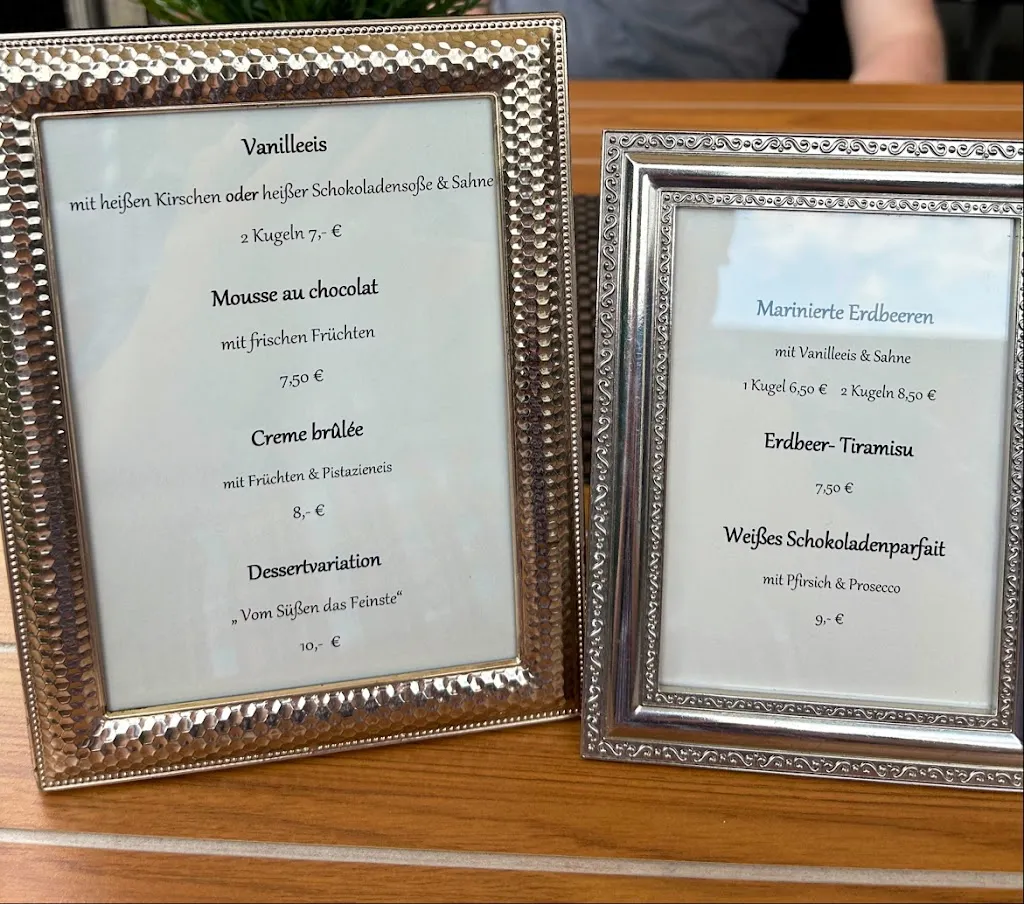 Vanilleeis
mit heißen Kirschen oder heißer Schokoladensoße & Sahne
2 Kugeln 7,- €
Mousse au chocolat
mit frischen Früchten
7,50 €
Creme brûlée
mit Früchten & Pistazieneis
8,- €
Dessertvariation
„Vom Süßen das Feinste“
10,- €
Marinierte Erdbeeren
mit Vanilleeis & Sahne
1 Kugel 6,50 € 2 Kugeln 8,50 €
Erdbeer- Tiramisu
7,50 €
Weißes Schokoladenparfait
mit Pfirsich & Prosecco
9,- €